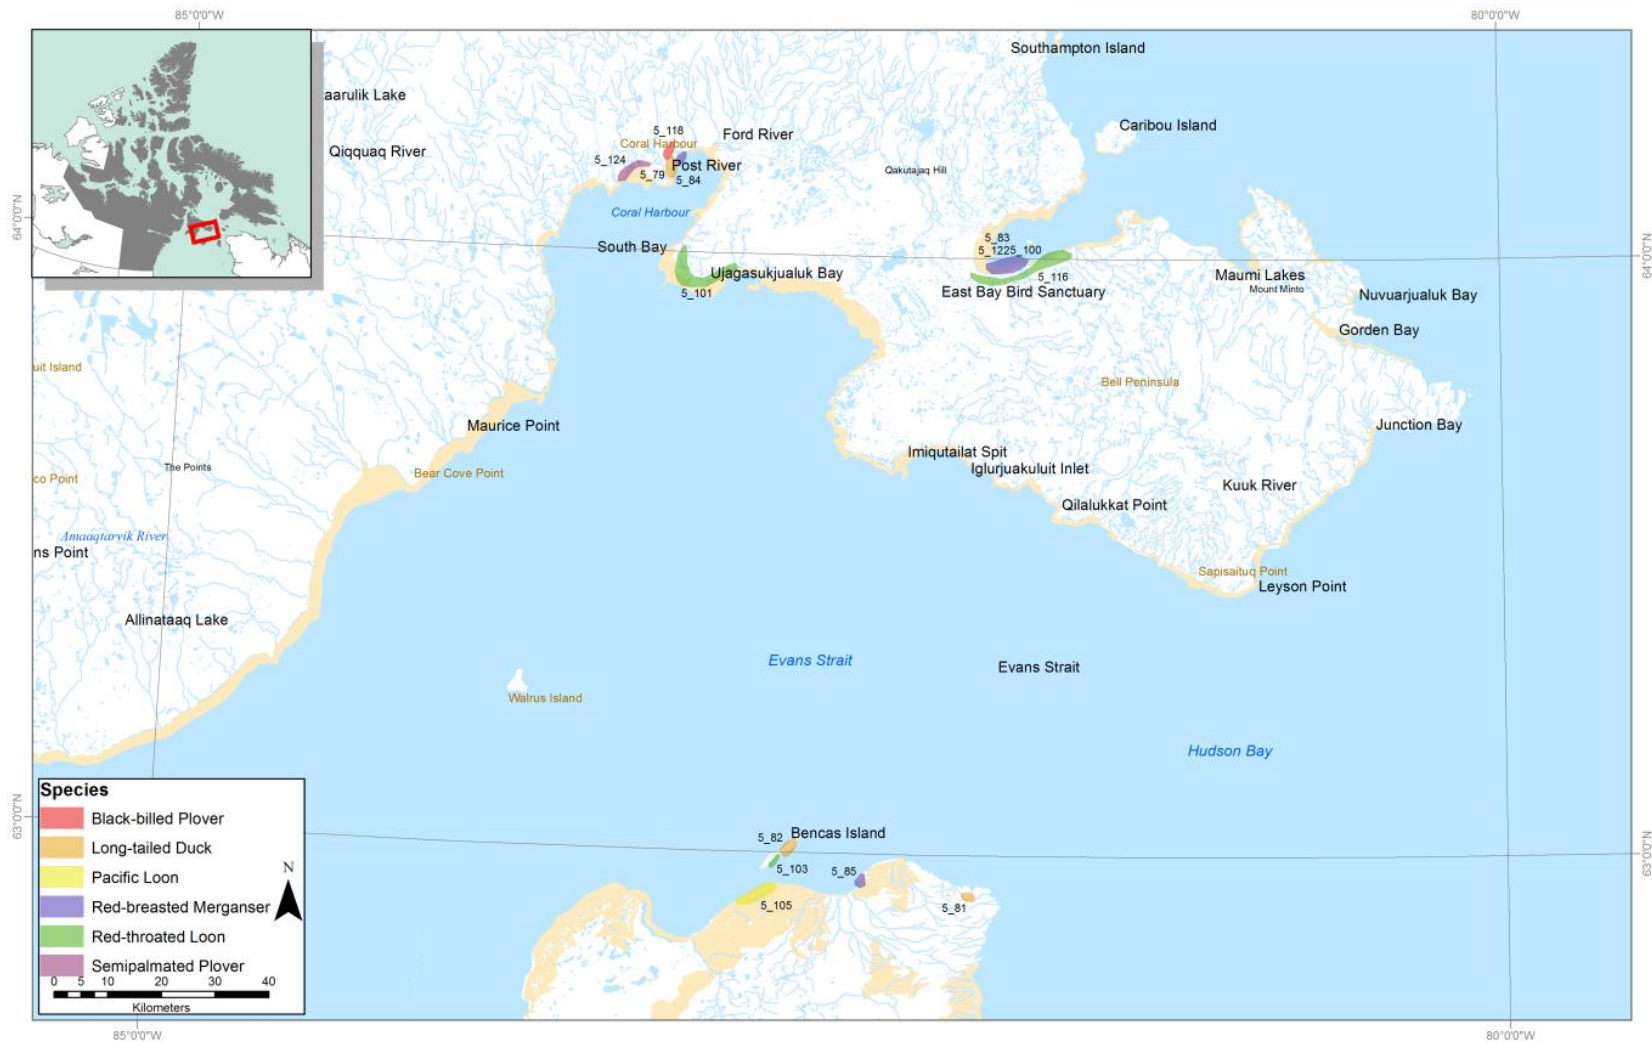 85°0'0"W
80°0'0"W
Southampton Island
aarulik Lake
Caribou Island
5_118
Ford River
Coral Harbour
Qiqquaq River
5_124
Post River
5_79
5_84
Qakutajaq Hill
64°0'0"N
Coral Harbour
5_83
South Bay
5_1225_100
64°0'0"N
Ujagasukjualuk Bay
5_116
Maumi Lakes
5_101
East Bay Bird Sanctuary
Mount Minto
Nuvuarjualuk Bay
Gorden Bay
uit Island
Bell Peninsula
Maurice Point
Junction Bay
Imiqutailat Spit
The Points
Bear Cove Point
Iglurjuakuluit Inlet
co Point
Kuuk River
Qilalukkat Point
Amaaqtarvik River
ns Point
Sapisaituq Point
Leyson Point
Allinataaq Lake
Evans Strait
Evans Strait
Walrus Island
Hudson Bay
Species
Black-billed Plover
Long-tailed Duck
Pacific Loon
Red-breasted Merganser
Red-throated Loon
Semipalmated Plover
0 5 10 20 30 40
Kilometers
N
63°0'0"N
5_82
Bencas Island
5_103
5_85
5_105
5_81
63°0'0"N
85°0'0"W
80°0'0"W